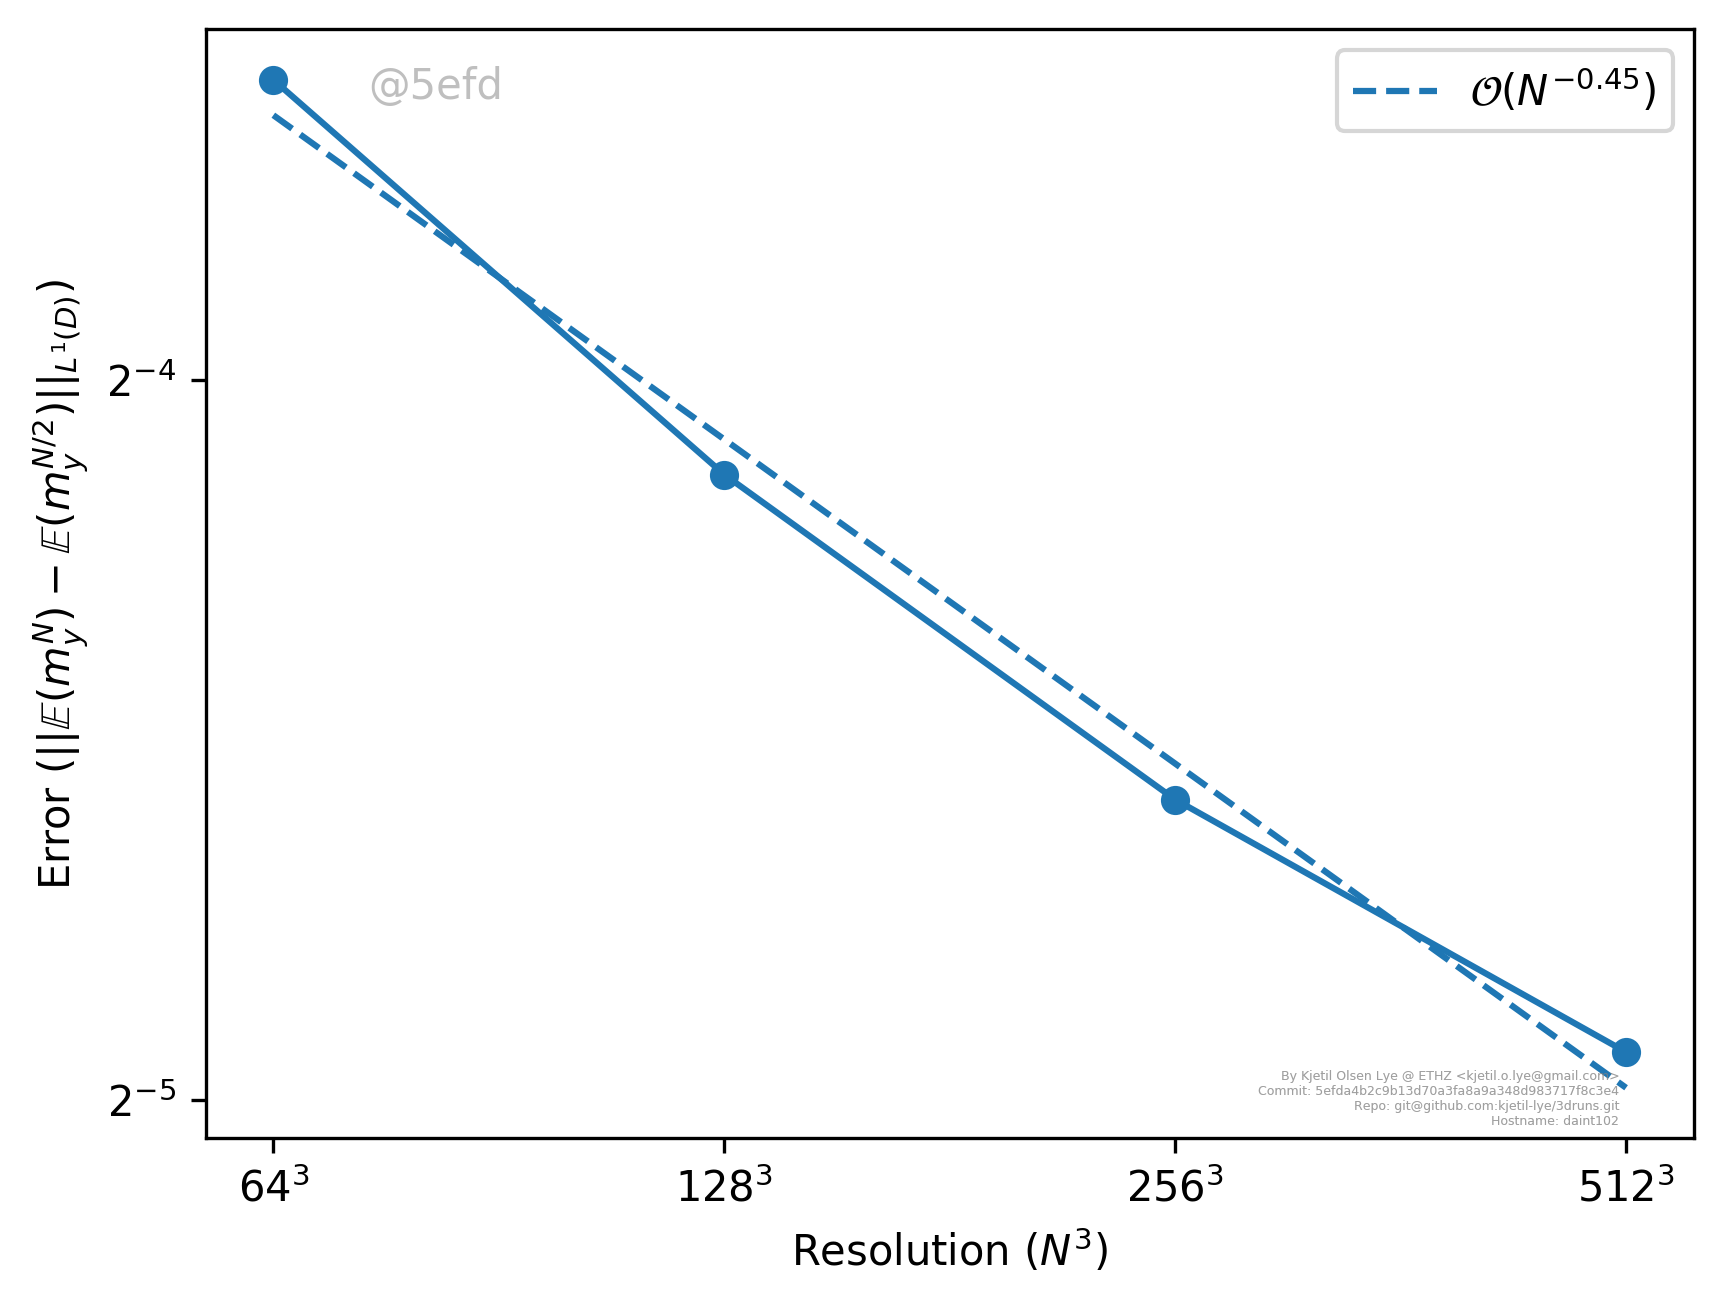 @5efd
𝒪(N^{-0.45})
Error (||𝔼(m_y^N) − 𝔼(m_y^{N/2})||_{L^1(D)})
2^{-4}
2^{-5}
By Kjetil Olsen Lye @ ETHZ <kjetil.o.lye@gmail.com>
Commit: 5efda4b2c9b13d70a3fa8a9a348d983717f8c3e4
Repo: git@github.com:kjetil-lye/3druns.git
Hostname: daint102
64^3 128^3 256^3 512^3
Resolution (N^3)